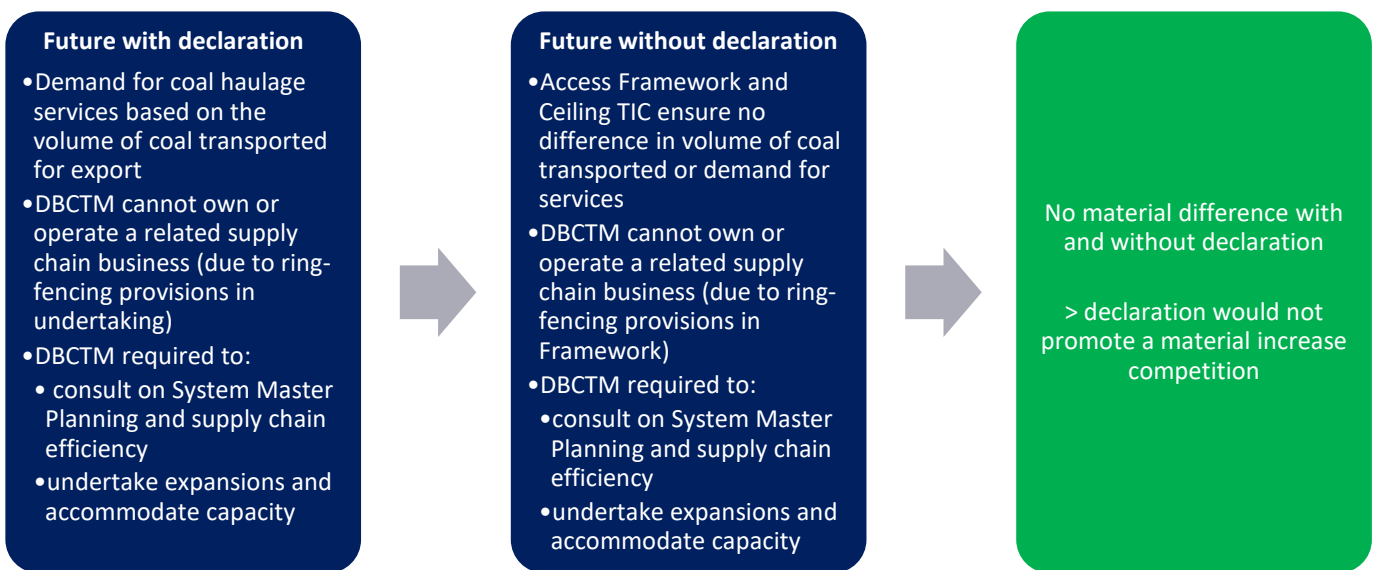 Future with declaration
•Demand for coal haulage
services based on the
volume of coal transported
for export
•DBCTM cannot own or
operate a related supply
chain business (due to ring-
fencing provisions in
undertaking)
•DBCTM required to:
• consult on System Master
Planning and supply chain
efficiency
•undertake expansions and
accommodate capacity
Future without declaration
•Access Framework and
Ceiling TIC ensure no
difference in volume of coal
transported or demand for
services
•DBCTM cannot own or
operate a related supply
chain business (due to ring-
fencing provisions in
Framework)
•DBCTM required to:
•consult on System Master
Planning and supply chain
efficiency
•undertake expansions and
accommodate capacity
No material difference with
and without declaration
> declaration would not
promote a material increase
competition